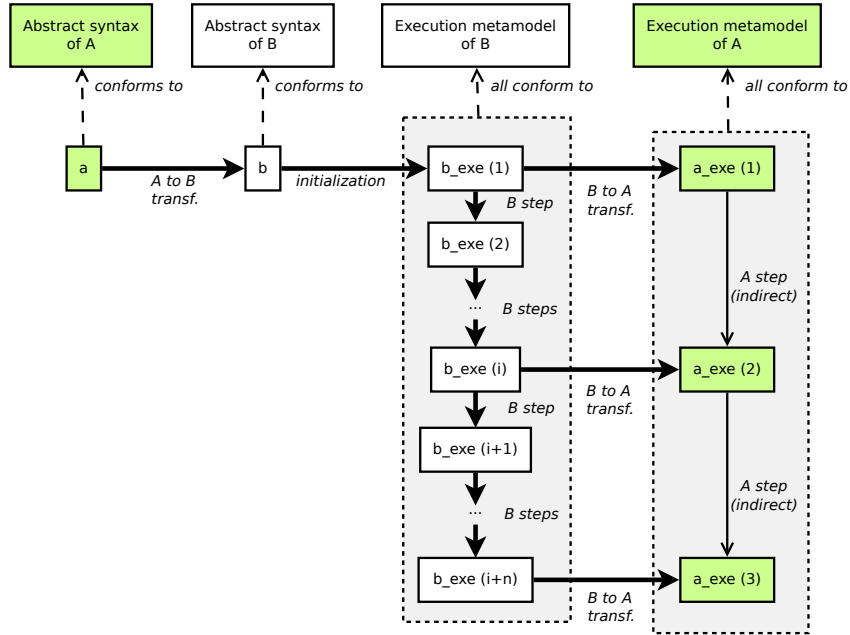 Abstract syntax
of A
Abstract syntax
of B
Execution metamodel
of B
Execution metamodel
of A
conforms to
conforms to
all conform to
all conform to
a
A to B
transf.
b
initialization
b_exe (1)
B to A
transf.
a_exe (1)
B step
b_exe (2)
A step
(indirect)
...
B steps
b_exe (i)
B to A
transf.
a_exe (2)
B step
b_exe (i+1)
A step
(indirect)
...
B steps
b_exe (i+n)
B to A
transf.
a_exe (3)